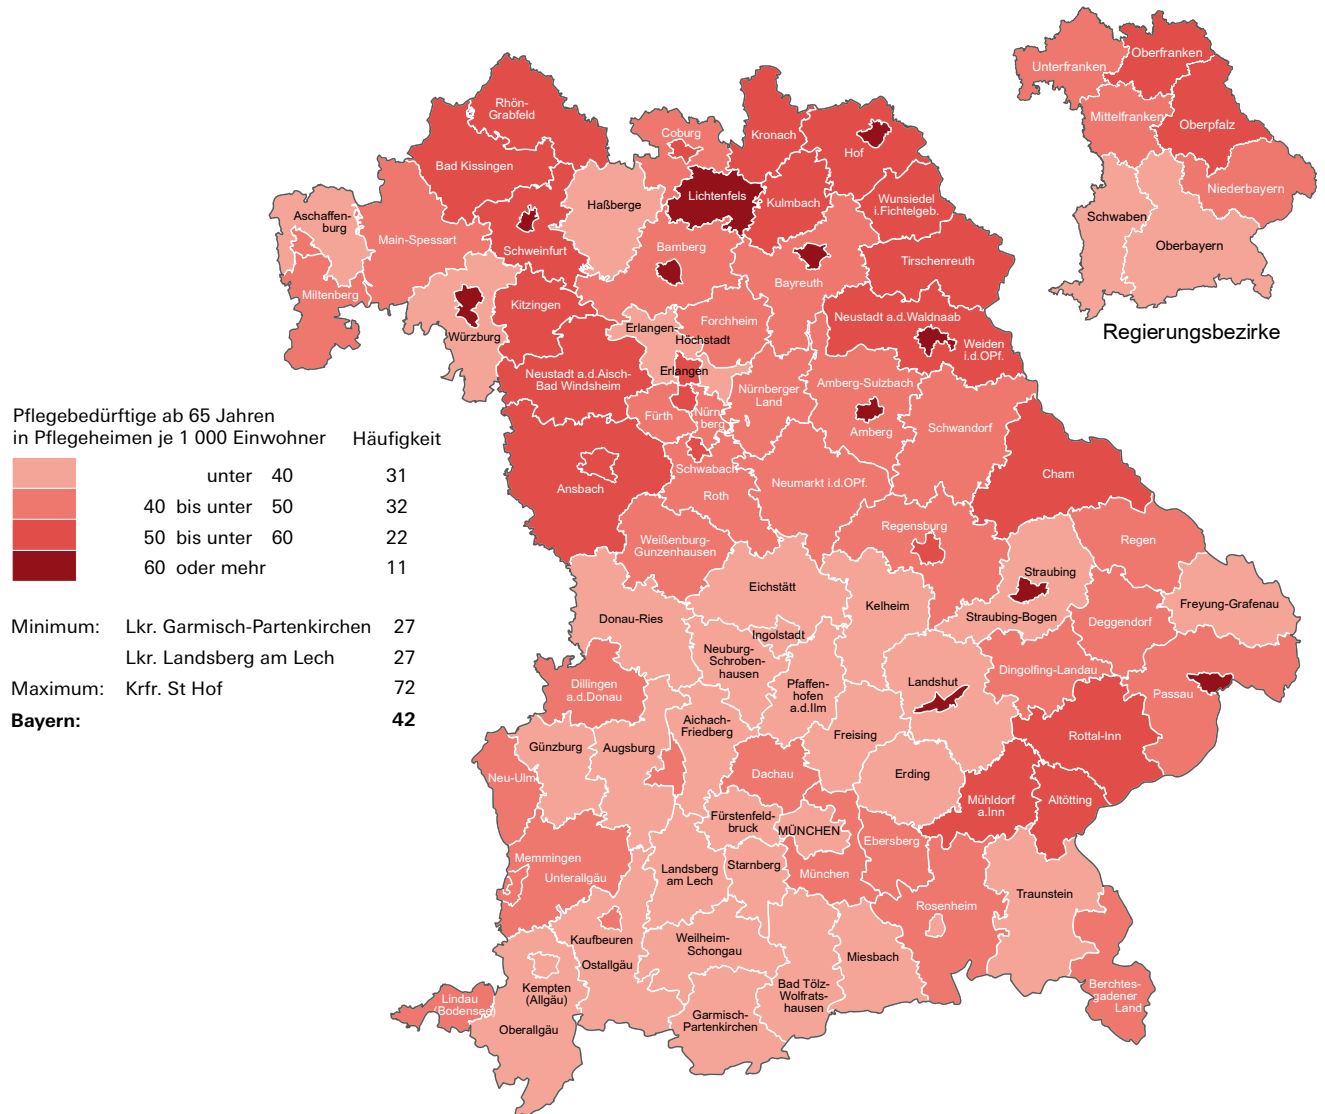 Unterfranken
Oberfranken
Mittelfranken
Oberpfalz
Niederbayern
Schwaben
Oberbayern
Regierungsbezirke
Rhön-
Grabfeld
Bad Kissingen
Coburg
Kronach
Hof
Lichtenfels
Kulmbach
Wunsiedel
i.Fichtelgeb.
Aschaffen-
burg
Haßberge
Main-Spessart
Schweinfurt
Bamberg
Bayreuth
Tirschenreuth
Miltenberg
Würzburg
Kitzingen
Erlangen-
Höchstadt
Forchheim
Neustadt a.d.Waldnaab
Weiden
i.d.OPf.
Erlangen
Neustadt a.d.Aisch-
Bad Windsheim
Fürth
Nürn-
berg
Nürnberger
Land
Amberg-Sulzbach
Amberg
Schwandorf
Ansbach
Schwabach
Roth
Neumarkt i.d.OPf.
Cham
Weißenburg-
Gunzenhausen
Regensburg
Regen
Pflegebedürftige ab 65 Jahren
in Pflegeheimen je 1 000 Einwohner Häufigkeit
unter 40 31
40 bis unter 50 32
50 bis unter 60 22
60 oder mehr 11
Minimum: Lkr. Garmisch-Partenkirchen 27
Lkr. Landsberg am Lech 27
Maximum: Krfr. St Hof 72
Bayern: 42
Eichstätt
Kelheim
Straubing
Straubing-Bogen
Freyung-Grafenau
Deggendorf
Donau-Ries
Ingolstadt
Neuburg-
Schroben-
hausen
Pfaffen-
hofen
a.d.Ilm
Landshut
Dingolfing-Landau
Passau
Dillingen
a.d.Donau
Aichach-
Friedberg
Freising
Rottal-Inn
Günzburg
Augsburg
Neu-Ulm
Dachau
Erding
Mühldorf
a.Inn
Altötting
Fürstenfeld-
bruck
MÜNCHEN
Ebersberg
Memmingen
Unterallgäu
Landsberg
am Lech
Starnberg
München
Traunstein
Rosenheim
Kaufbeuren
Ostallgäu
Weilheim-
Schongau
Miesbach
Kempten
(Allgäu)
Bad Tölz-
Wolfrats-
hausen
Berchtes-
gadener
Land
Lindau
(Bodensee)
Oberallgäu
Garmisch-
Partenkirchen